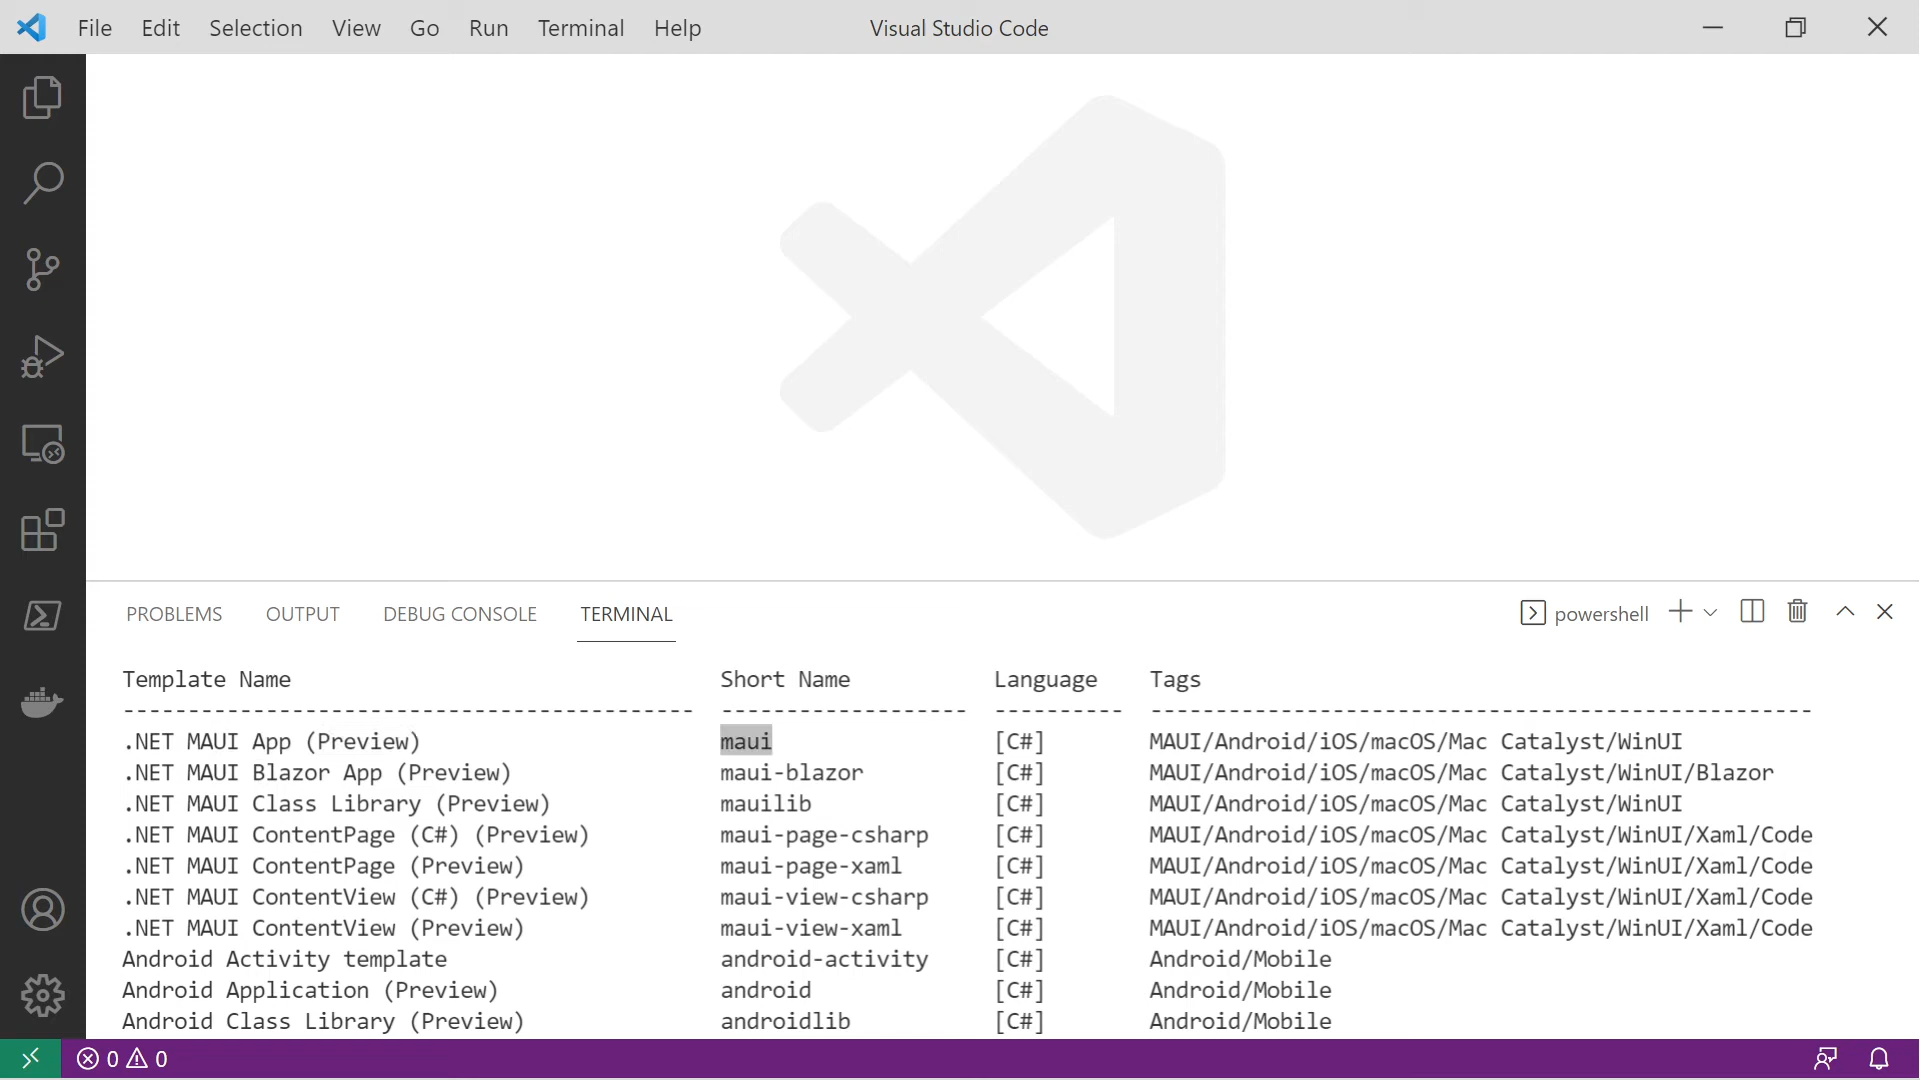 File Edit Selection View Go Run Terminal Help Visual Studio Code
PROBLEMS OUTPUT DEBUG CONSOLE TERMINAL powershell
Template Name Short Name Language Tags
-------------------------------------------- ------------------- ---------- ---------------------------------------------------
.NET MAUI App (Preview) maui [C#] MAUI/Android/iOS/macOS/Mac Catalyst/WinUI
.NET MAUI Blazor App (Preview) maui-blazor [C#] MAUI/Android/iOS/macOS/Mac Catalyst/WinUI/Blazor
.NET MAUI Class Library (Preview) mauilib [C#] MAUI/Android/iOS/macOS/Mac Catalyst/WinUI
.NET MAUI ContentPage (C#) (Preview) maui-page-csharp [C#] MAUI/Android/iOS/macOS/Mac Catalyst/WinUI/Xaml/Code
.NET MAUI ContentPage (Preview) maui-page-xaml [C#] MAUI/Android/iOS/macOS/Mac Catalyst/WinUI/Xaml/Code
.NET MAUI ContentView (C#) (Preview) maui-view-csharp [C#] MAUI/Android/iOS/macOS/Mac Catalyst/WinUI/Xaml/Code
.NET MAUI ContentView (Preview) maui-view-xaml [C#] MAUI/Android/iOS/macOS/Mac Catalyst/WinUI/Xaml/Code
Android Activity template android-activity [C#] Android/Mobile
Android Application (Preview) android [C#] Android/Mobile
Android Class Library (Preview) androidlib [C#] Android/Mobile
0 0